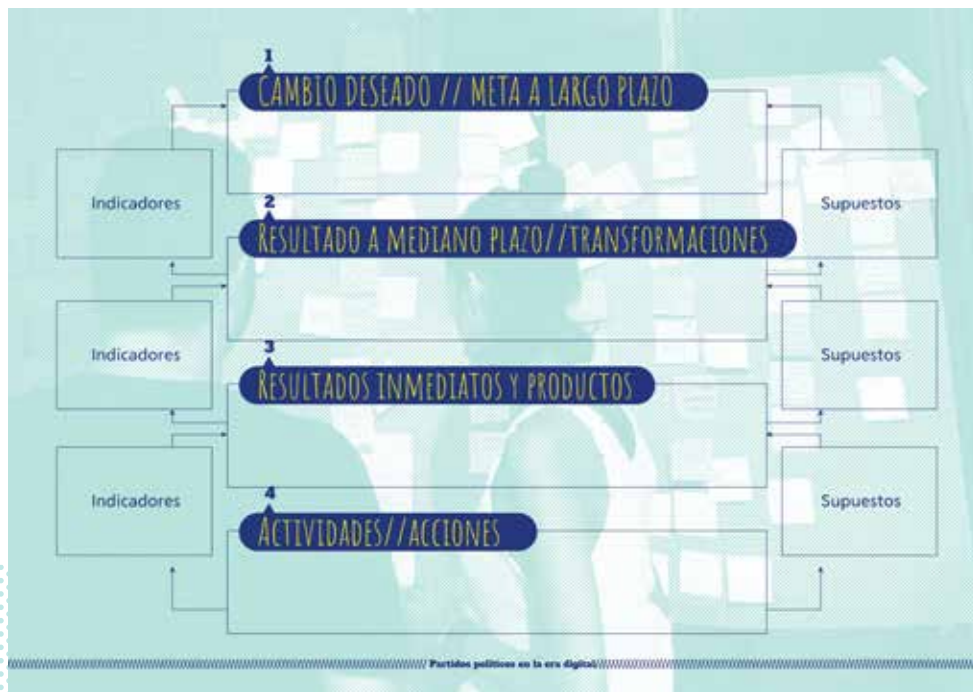 1
CAMBIO DESEADO // META A LARGO PLAZO
Indicadores
Supuestos
2
RESULTADO A MEDIANO PLAZO//TRANSFORMACIONES
Indicadores
Supuestos
3
RESULTADOS INMEDIATOS Y PRODUCTOS
Indicadores
Supuestos
4
ACTIVIDADES//ACCIONES
Partidos políticos en la era digital